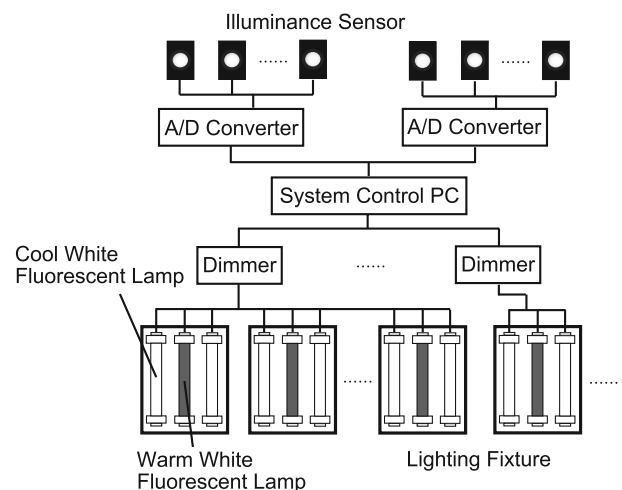 Illuminance Sensor
......
......
A/D Converter
A/D Converter
System Control PC
Cool White
Fluorescent Lamp
Dimmer
......
Dimmer
......
......
Warm White
Fluorescent Lamp
Lighting Fixture